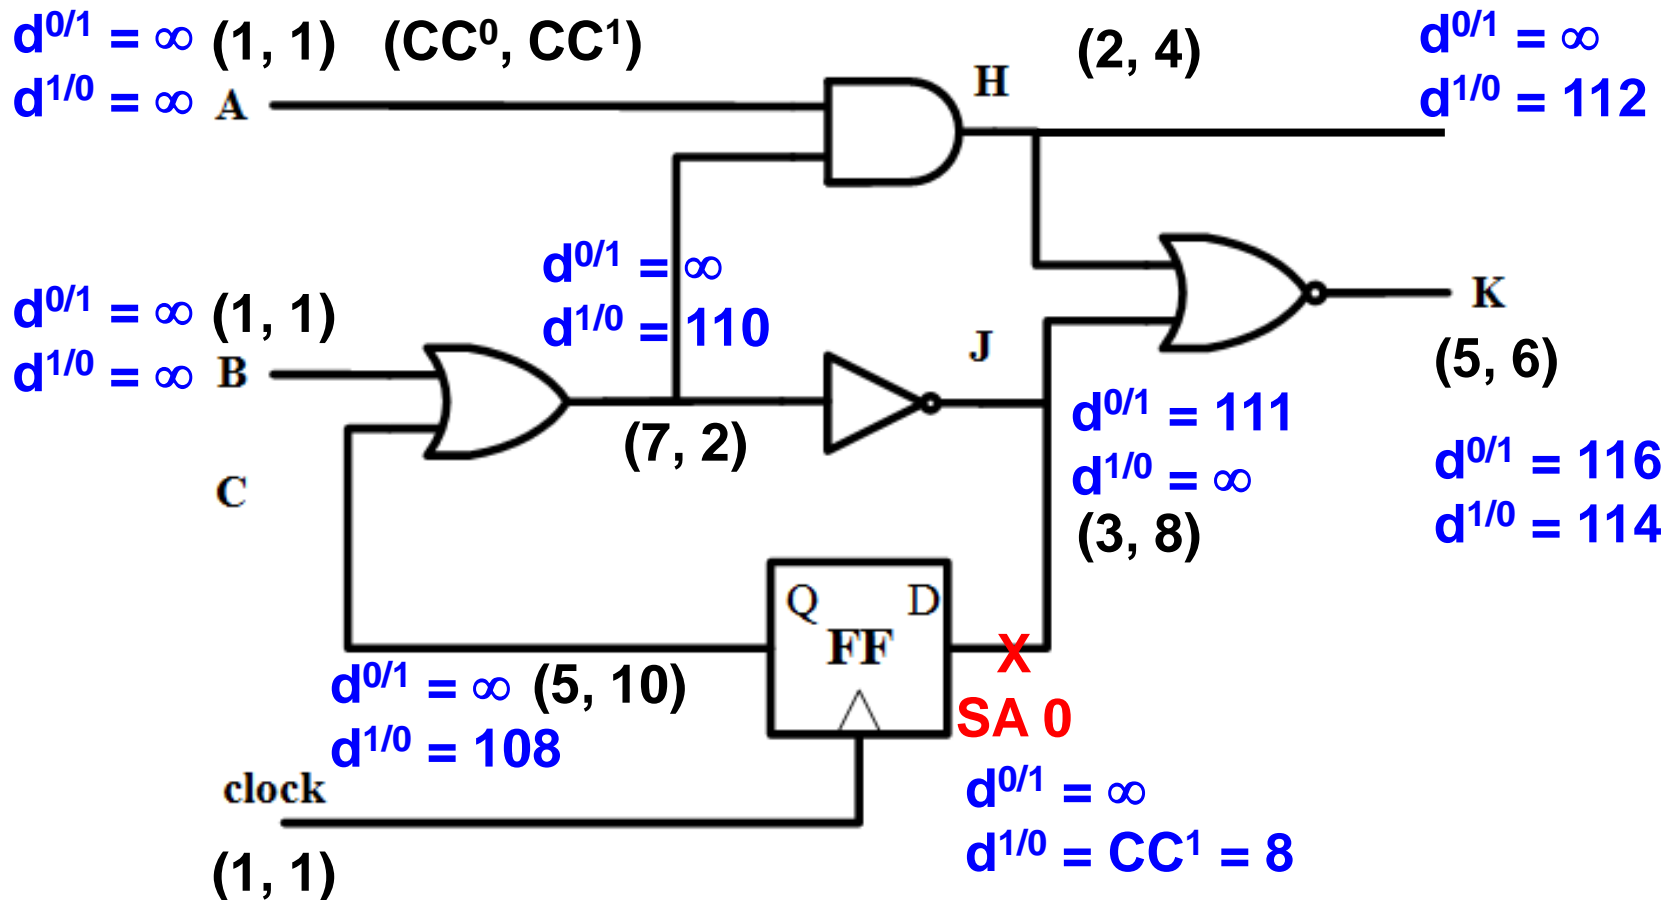 d0/1 = ∞ (1, 1) (CC0, CC1)
d1/0 = ∞ A
H
(2, 4)
d0/1 = ∞
d1/0 = 112
d0/1 = ∞
d1/0 = 110
d0/1 = ∞ (1, 1)
d1/0 = ∞ B
(7, 2)
J
K
(5, 6)
d0/1 = 111
d1/0 = ∞
(3, 8)
d0/1 = 116
d1/0 = 114
C
Q D
FF
X
SA 0
d0/1 = ∞ (5, 10)
d1/0 = 108
clock
(1, 1)
d0/1 = ∞
d1/0 = CC1 = 8